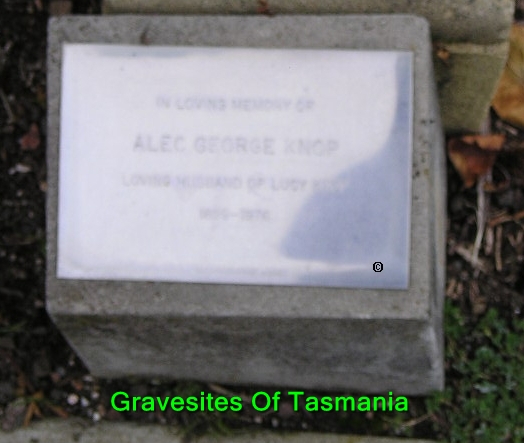 IN LOVING MEMORY OF
ALEC GEORGE KNOP
LOVING HUSBAND OF LUCY
©
Gravesites Of Tasmania